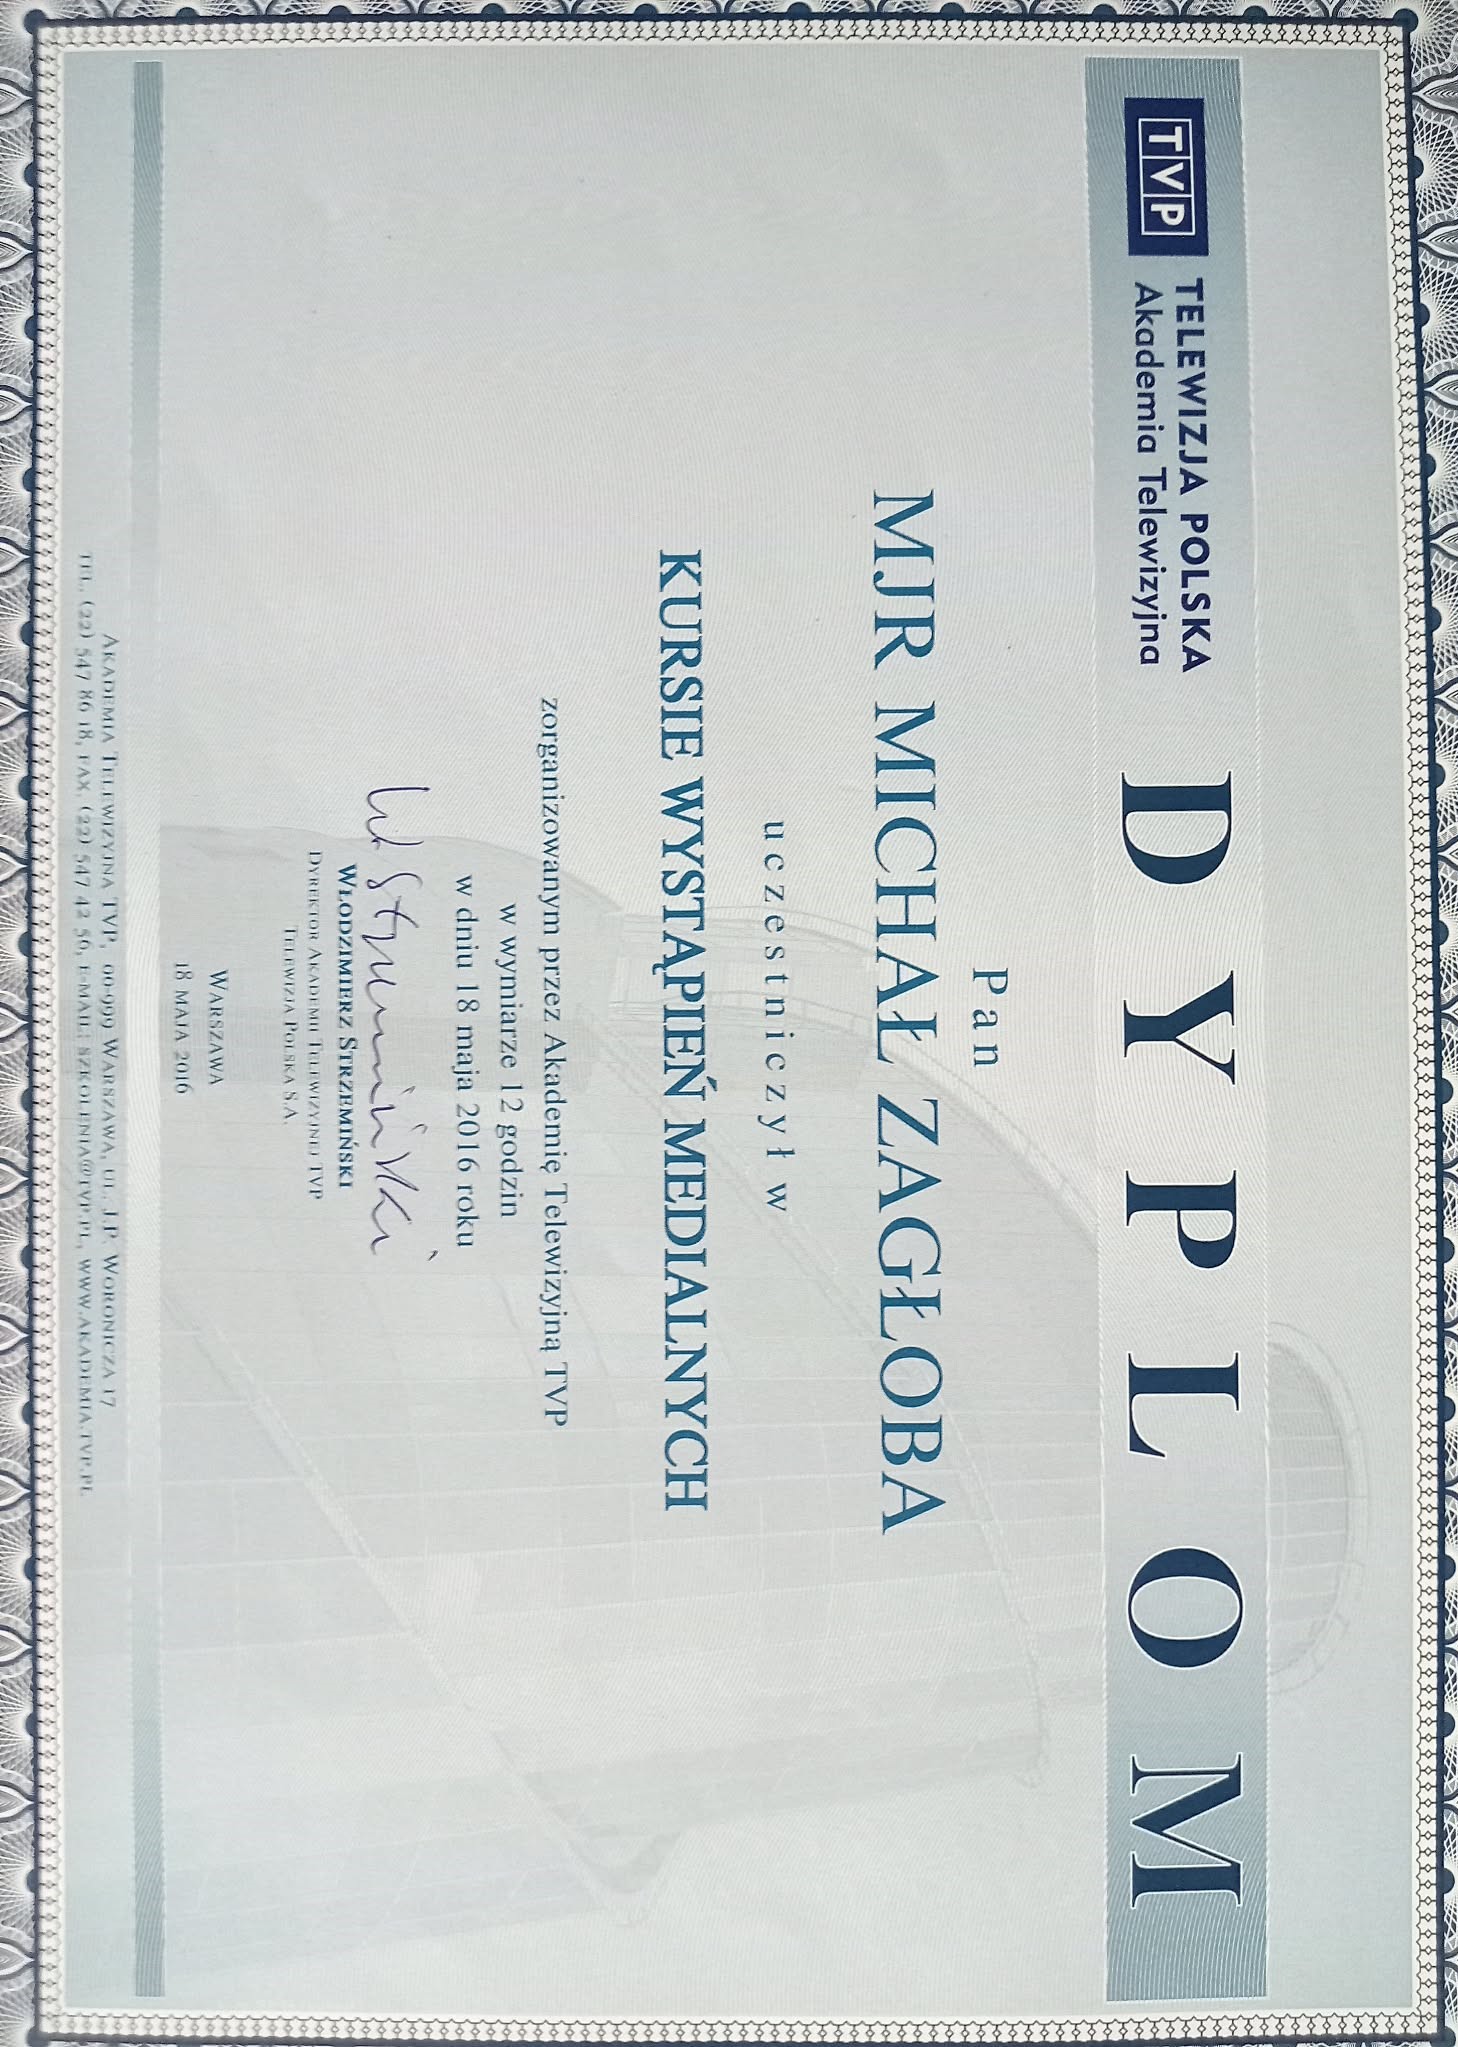 TVP
TELEWIZJA POLSKA
Akademia Telewizyjna
DYPLOM
Pan
MJR MICHAŁ ZAGŁOBA
uczestniczył w
KURSIE WYSTĄPIEŃ MEDIALNYCH
zorganizowanym przez Akademię Telewizyjną TVP
w wymiarze 12 godzin
w dniu 18 maja 2016 roku
W. Strzemiński
WŁODZIMIERZ STRZEMIŃSKI
DYREKTOR AKADEMII TELEWIZYJNEJ TVP
TELEWIZJA POLSKA S.A.
WARSZAWA
18 MAJA 2016
AKADEMIA TELEWIZYJNA TVP, 00-999 WARSZAWA, UL. J.P. WORONICZA 17
TEL. (22) 547 86 18, FAX. (22) 547 42 56, E-MAIL: SZKOLENIA@TVP.PL, WWW.AKADEMIA.TVP.PL